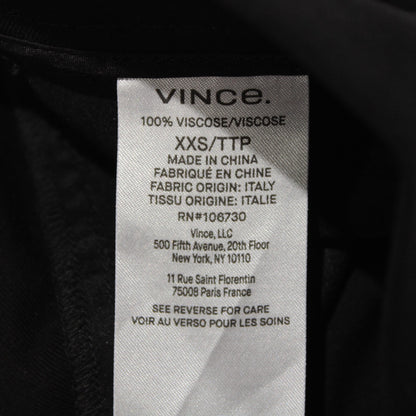 VINCE.
100% VISCOSE/VISCOSE
XXS/TTP
MADE IN CHINA
FABRIQUÉ EN CHINE
FABRIC ORIGIN: ITALY
TISSU ORIGINE: ITALIE
RN#106730
Vince, LLC
500 Fifth Avenue, 20th Floor
New York, NY 10110
11 Rue Saint Florentin
75008 Paris France
SEE REVERSE FOR CARE
VOIR AU VERSO POUR LES SOINS